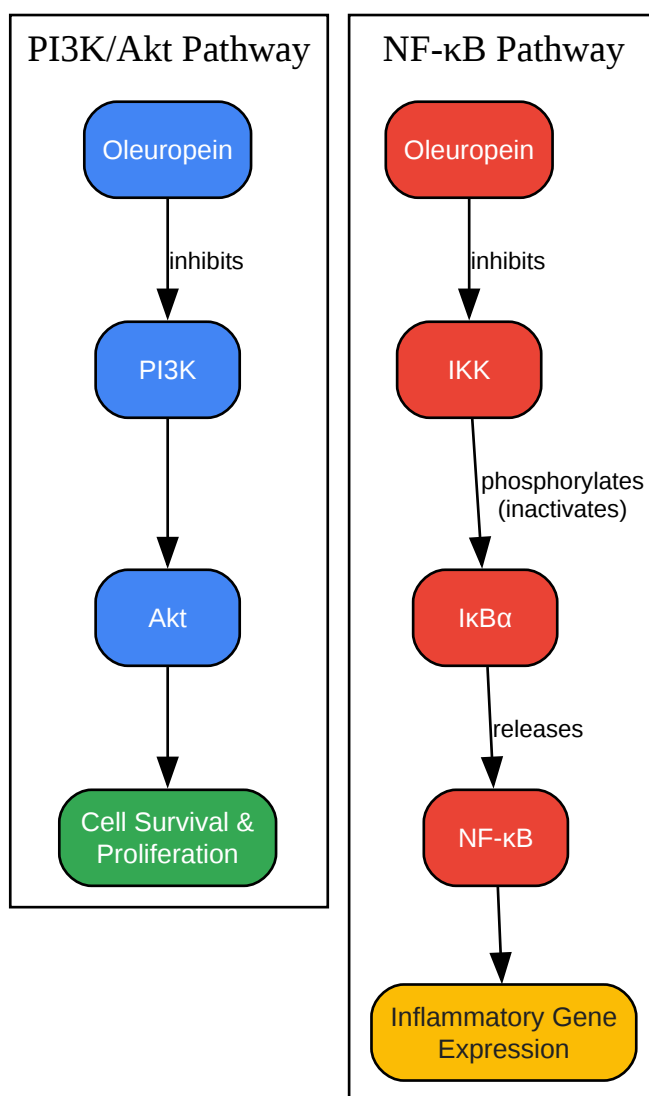 PI3K/Akt Pathway
Oleuropein
inhibits
PI3K
Akt
Cell Survival &
Proliferation
NF-κB Pathway
Oleuropein
inhibits
IKK
phosphorylates
(inactivates)
IκBα
releases
NF-κB
Inflammatory Gene
Expression